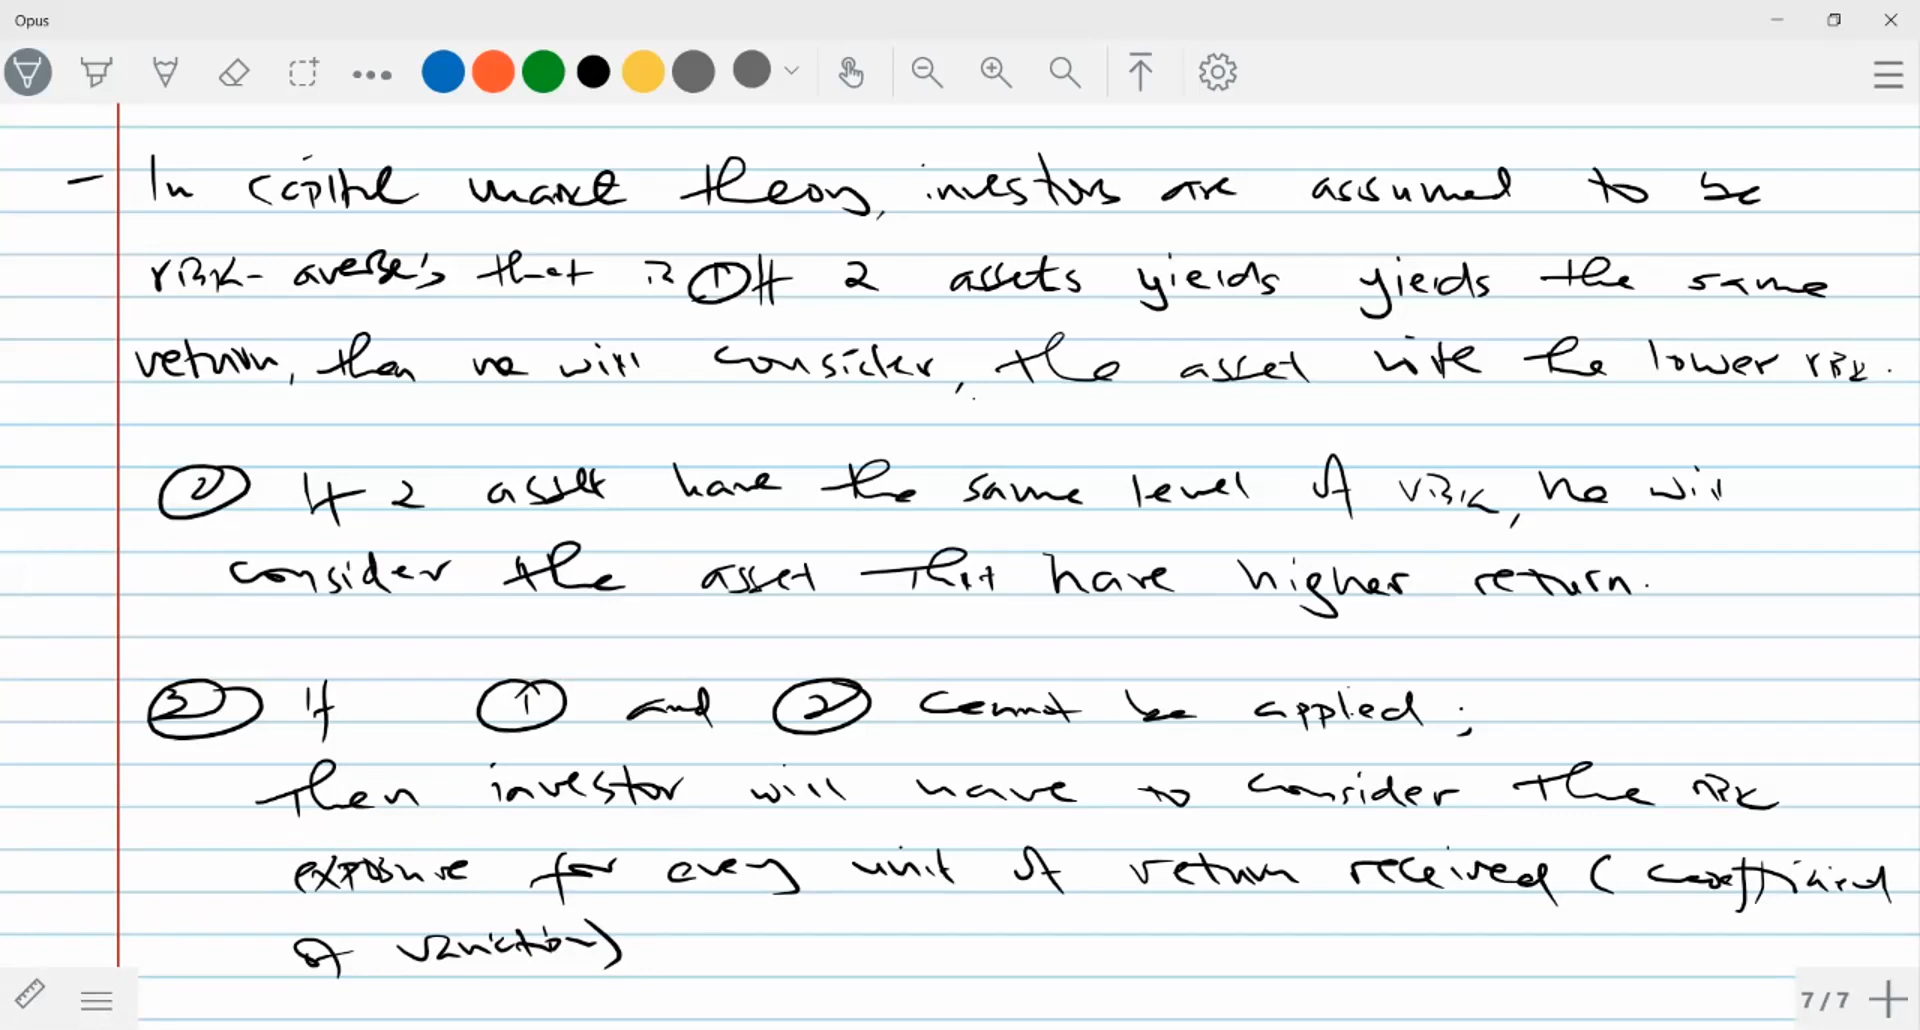 Opus
- In capital market theory, investors are assumed to be
risk-averse's that is ① If 2 assets yields yields the same
return, then he will consider, the asset with the lower risk.
② If 2 asset have the same level of risk, he will
consider the asset that have higher return.
③ If ① and ② cannot be applied;
Then investor will have to consider the risk
exposure for every unit of return received (coefficient
of variation)
7 / 7